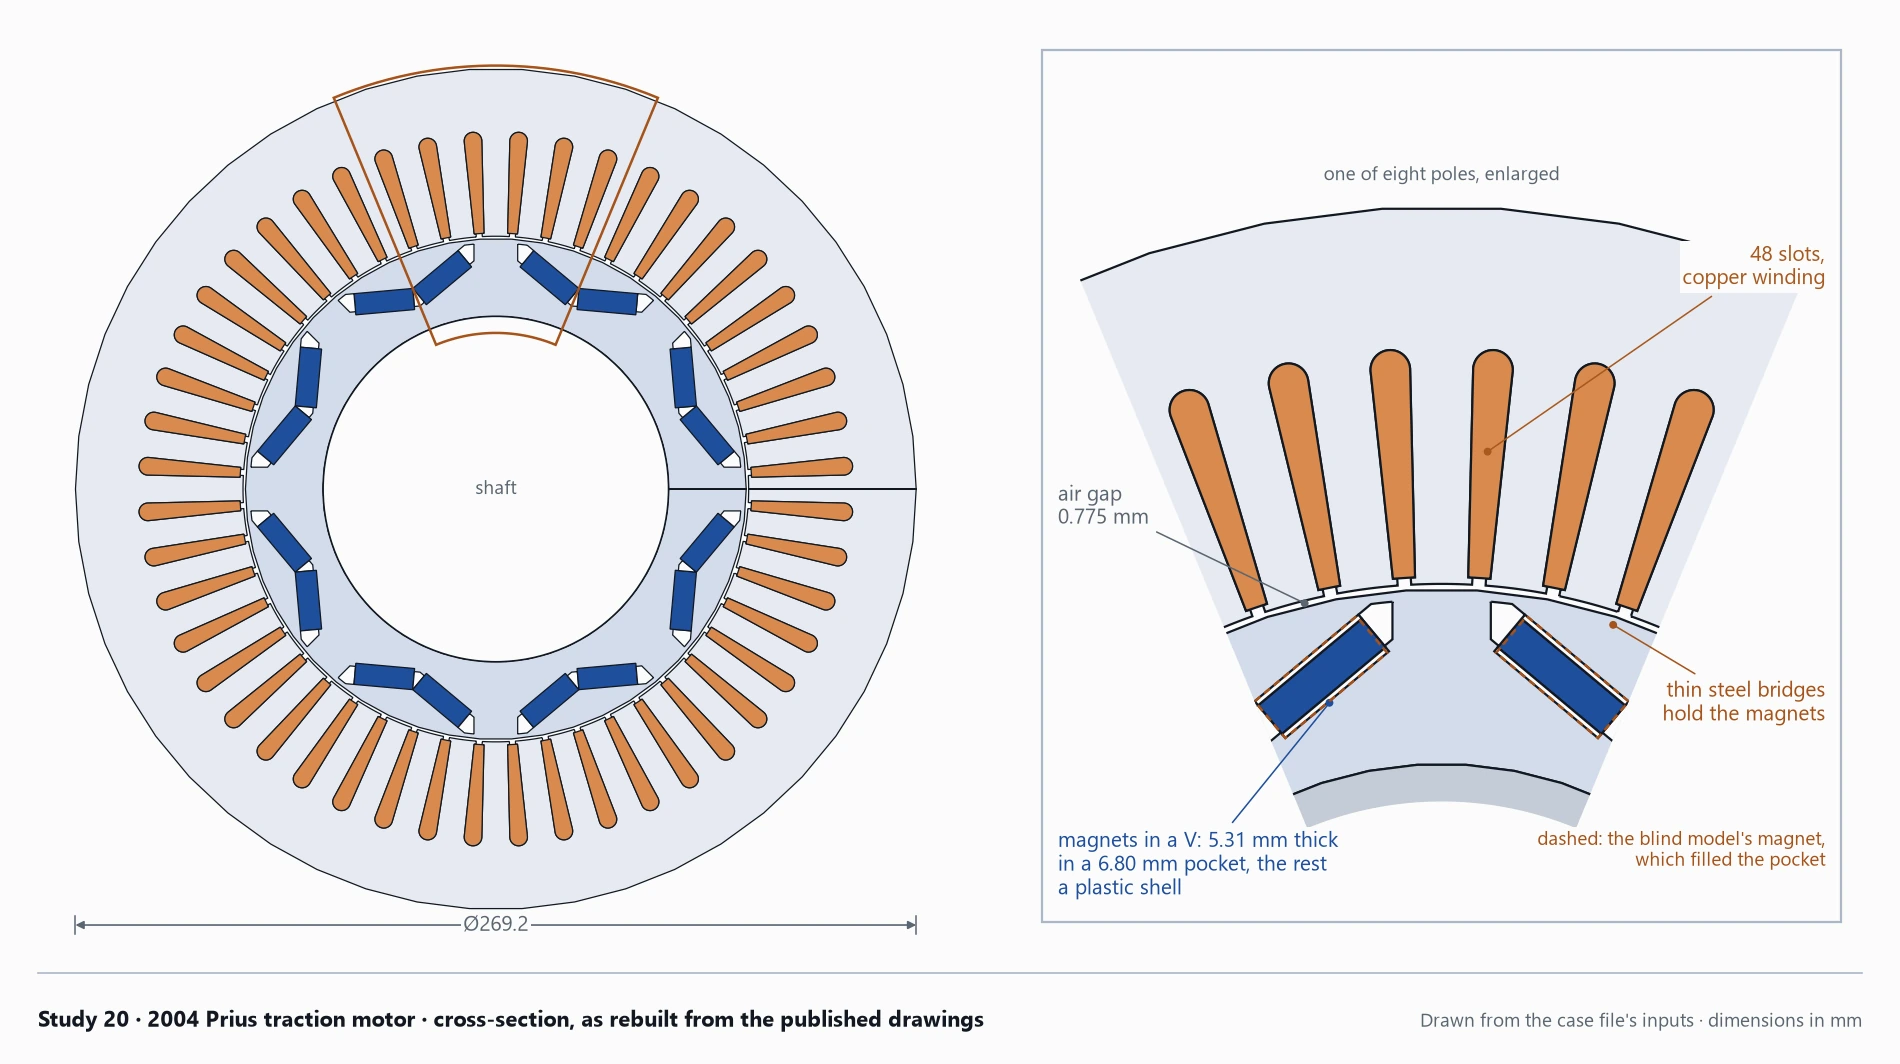 one of eight poles, enlarged
48 slots,
copper winding
air gap
0.775 mm
shaft
thin steel bridges
hold the magnets
magnets in a V: 5.31 mm thick
in a 6.80 mm pocket, the rest
a plastic shell
dashed: the blind model's magnet,
which filled the pocket
Ø269.2
Study 20 · 2004 Prius traction motor · cross-section, as rebuilt from the published drawings
Drawn from the case file's inputs · dimensions in mm